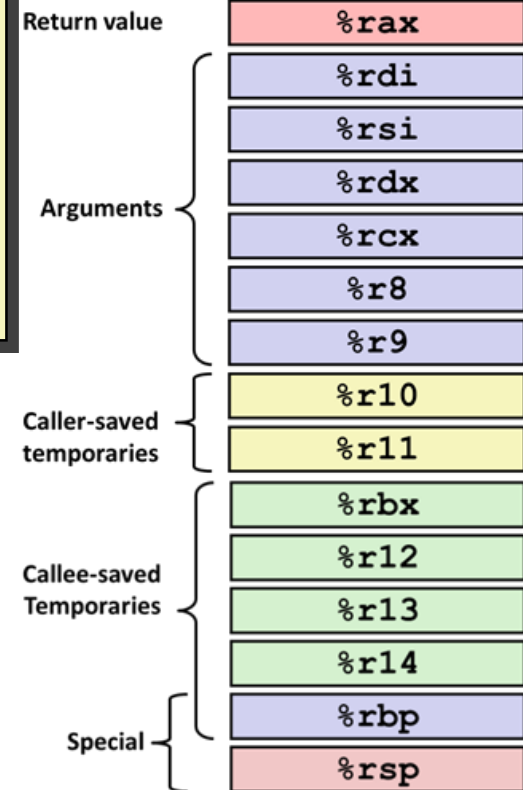 Return value
%rax
Arguments
%rdi
%rsi
%rdx
%rcx
%r8
%r9
Caller-saved
temporaries
%r10
%r11
Callee-saved
Temporaries
%rbx
%r12
%r13
%r14
Special
%rbp
%rsp